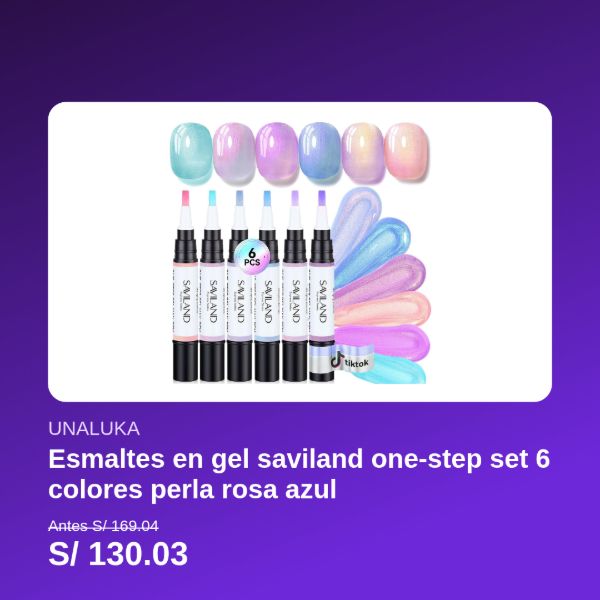 6
PCS
SAVILAND
SAVILAND
SAVILAND
SAVILAND
SAVILAND
SAVILAND
tiktok
UNALUKA
Esmaltes en gel saviland one-step set 6
colores perla rosa azul
Antes S/ 169.04
S/ 130.03